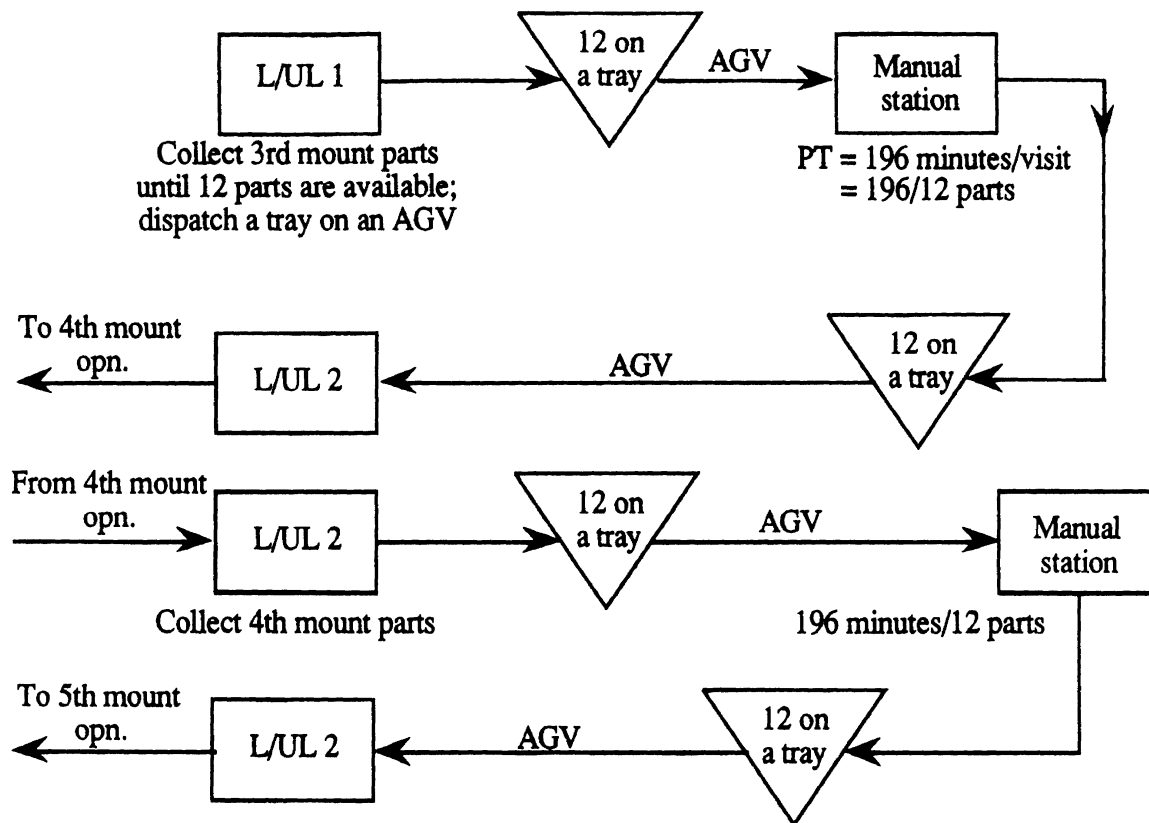 L/UL 1
12 on
a tray
AGV
Manual
station
Collect 3rd mount parts
until 12 parts are available;
dispatch a tray on an AGV
PT = 196 minutes/visit
= 196/12 parts
To 4th mount
opn.
L/UL 2
AGV
12 on
a tray
From 4th mount
opn.
L/UL 2
12 on
a tray
AGV
Manual
station
Collect 4th mount parts
196 minutes/12 parts
To 5th mount
opn.
L/UL 2
AGV
12 on
a tray